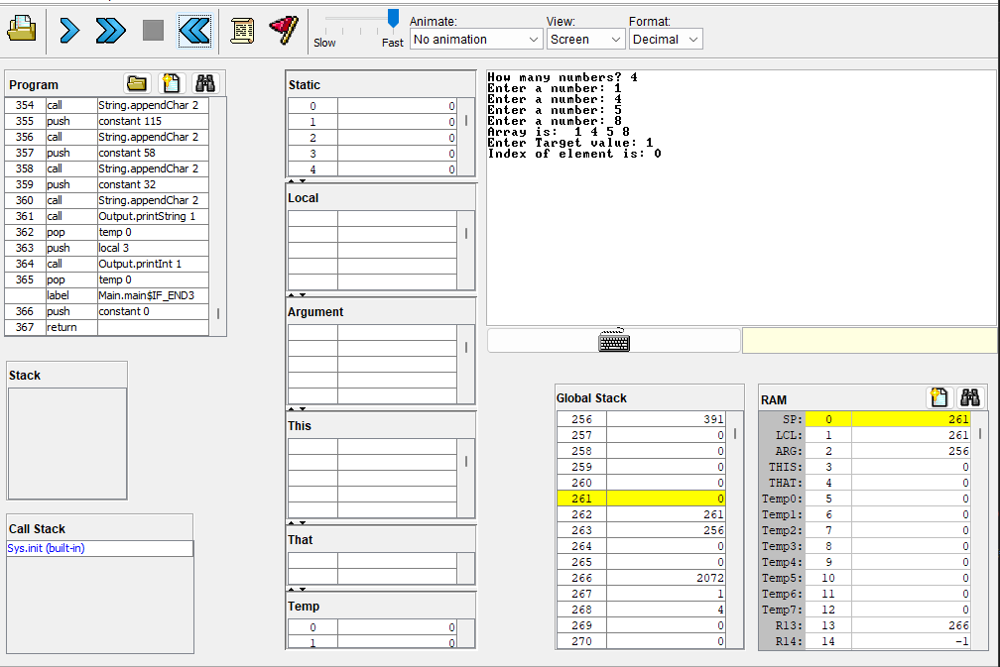 Slow Fast
Animate:
No animation
View:
Screen
Format:
Decimal
Program
354 call String.appendChar 2
355 push constant 115
356 call String.appendChar 2
357 push constant 58
358 call String.appendChar 2
359 push constant 32
360 call String.appendChar 2
361 call Output.printString 1
362 pop temp 0
363 push local 3
364 call Output.printInt 1
365 pop temp 0
label Main.main$IF_END3
366 push constant 0
367 return
Stack
Call Stack
Sys.init (built-in)
Static
0 0
1 0
2 0
3 0
4 0
Local
Argument
This
That
Temp
0 0
1 0
How many numbers? 4
Enter a number: 1
Enter a number: 4
Enter a number: 5
Enter a number: 8
Array is:  1 4 5 8
Enter Target value: 1
Index of element is: 0
Global Stack
256 391
257 0
258 0
259 0
260 0
261 0
262 261
263 256
264 0
265 0
266 2072
267 1
268 4
269 0
270 0
RAM
SP: 0 261
LCL: 1 261
ARG: 2 256
THIS: 3 0
THAT: 4 0
Temp0: 5 0
Temp1: 6 0
Temp2: 7 0
Temp3: 8 0
Temp4: 9 0
Temp5: 10 0
Temp6: 11 0
Temp7: 12 0
R13: 13 266
R14: 14 -1